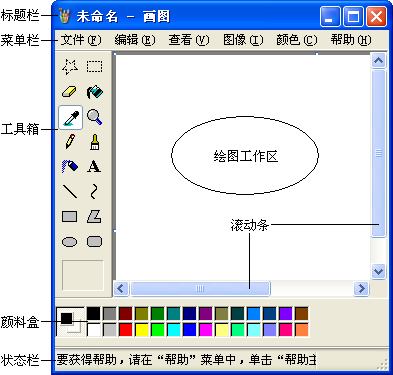 标题栏
未命名 - 画图
菜单栏
文件(F) 编辑(E) 查看(V) 图像(I) 颜色(C) 帮助(H)
工具箱
A
绘图工作区
滚动条
颜料盒
状态栏
要获得帮助，请在“帮助”菜单中，单击“帮助主